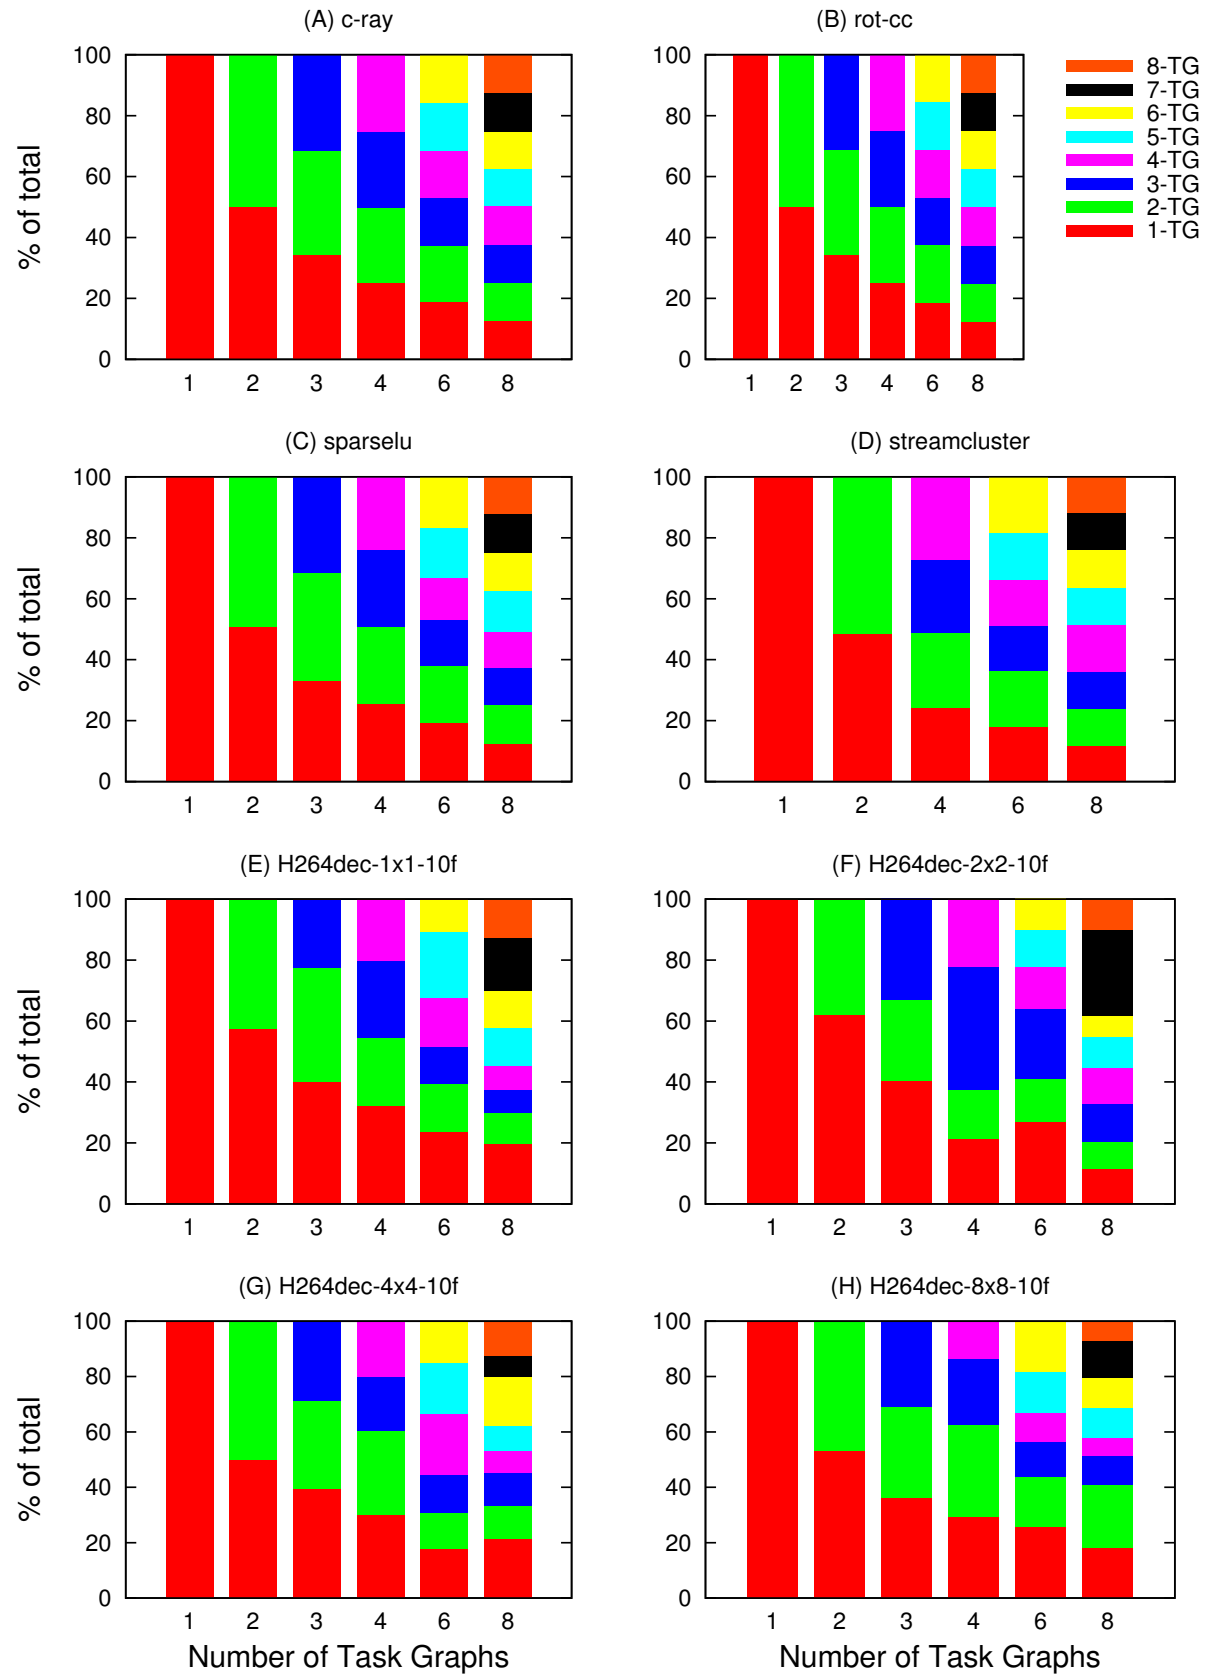 (A) c-ray
% of total
100
80
60
40
20
0
1 2 3 4 6 8
(B) rot-cc
100
80
60
40
20
0
1 2 3 4 6 8
8-TG
7-TG
6-TG
5-TG
4-TG
3-TG
2-TG
1-TG
(C) sparselu
% of total
100
80
60
40
20
0
1 2 3 4 6 8
(D) streamcluster
100
80
60
40
20
0
1 2 4 6 8
(E) H264dec-1x1-10f
% of total
100
80
60
40
20
0
1 2 3 4 6 8
(F) H264dec-2x2-10f
100
80
60
40
20
0
1 2 3 4 6 8
(G) H264dec-4x4-10f
% of total
100
80
60
40
20
0
1 2 3 4 6 8
Number of Task Graphs
(H) H264dec-8x8-10f
100
80
60
40
20
0
1 2 3 4 6 8
Number of Task Graphs